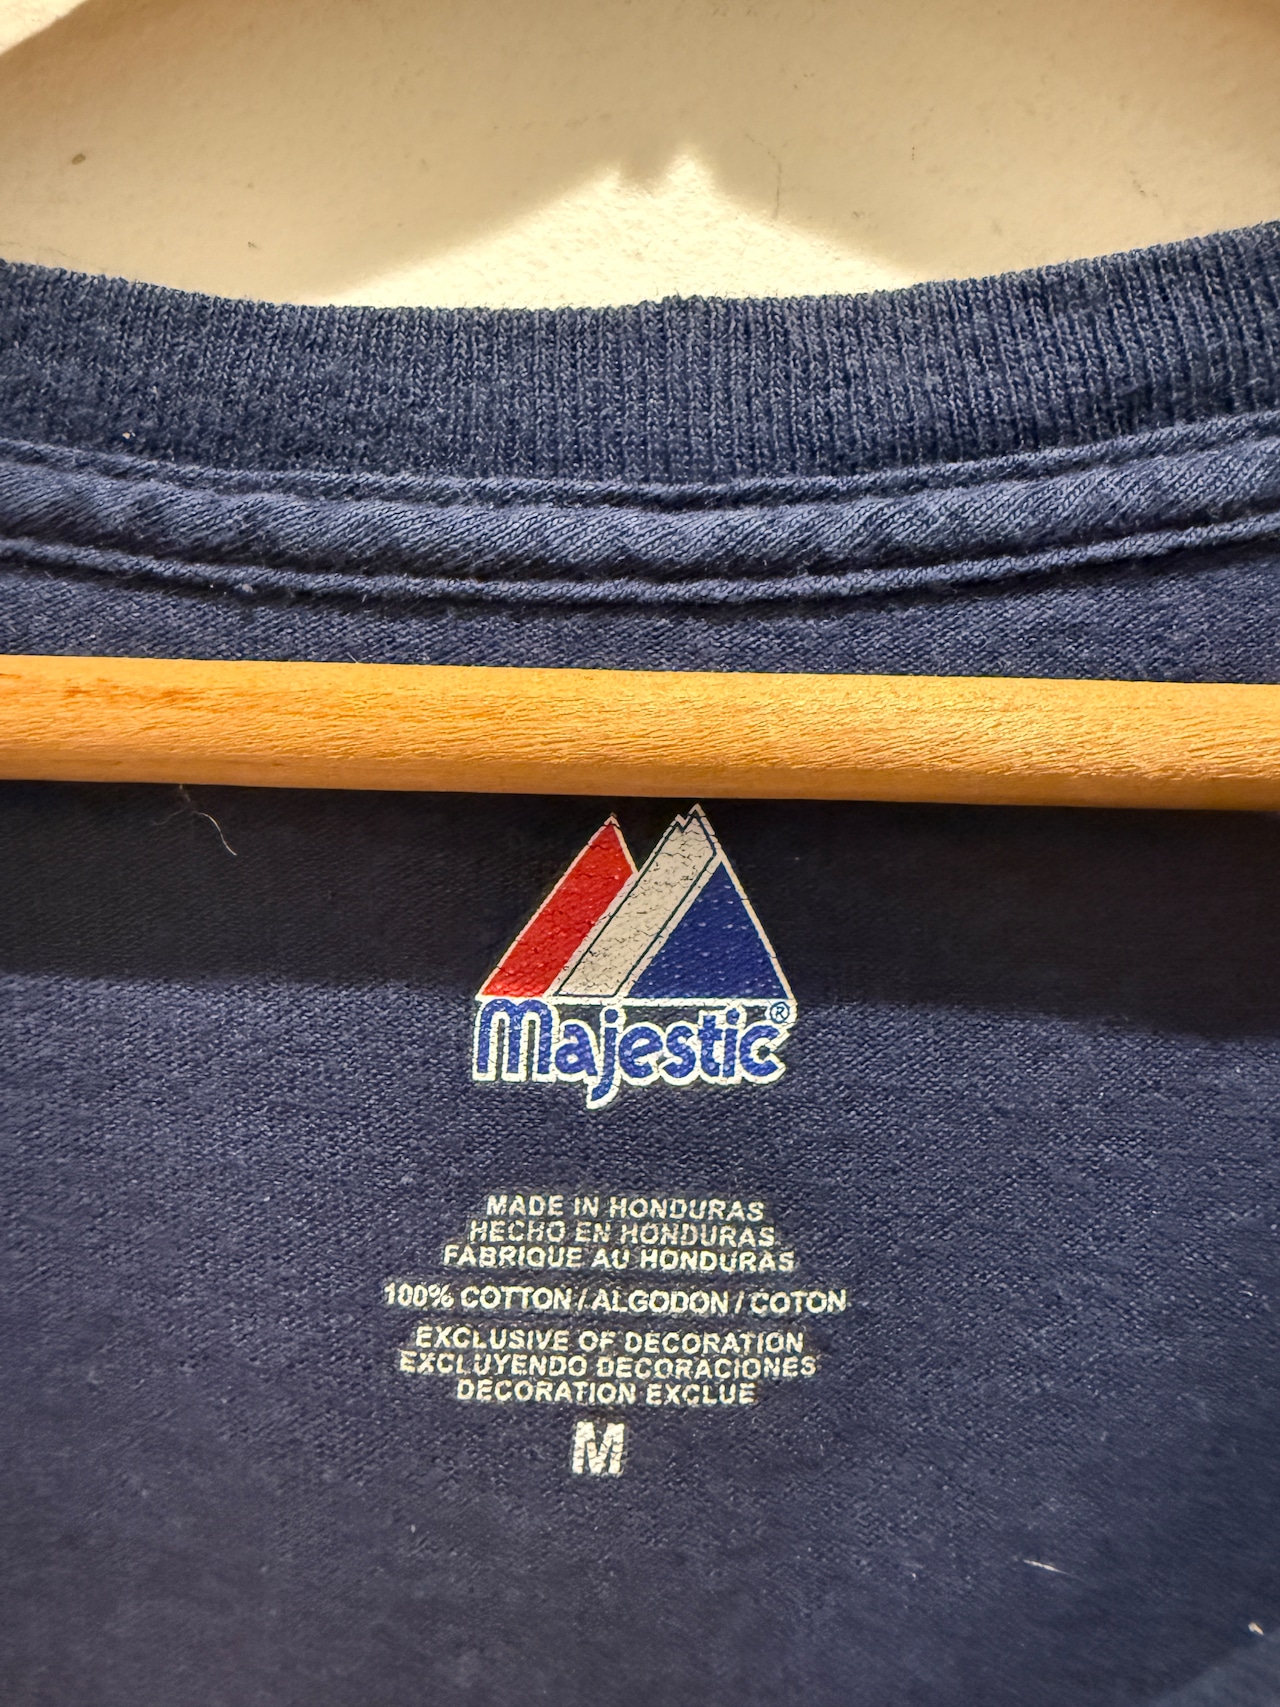 Majestic®
MADE IN HONDURAS
HECHO EN HONDURAS
FABRIQUE AU HONDURAS
100% COTTON / ALGODON / COTON
EXCLUSIVE OF DECORATION
EXCLUYENDO DECORACIONES
DECORATION EXCLUE
M